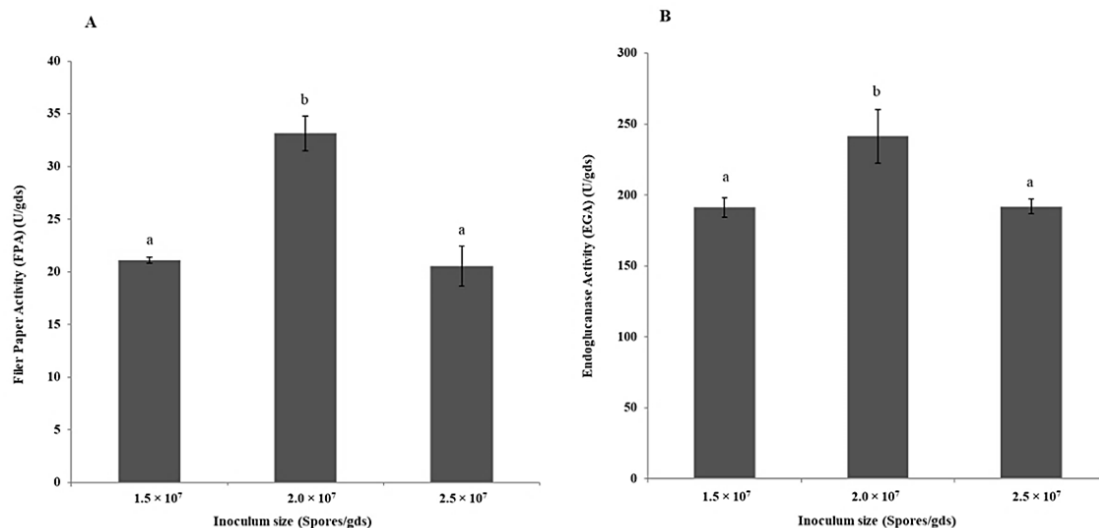 A
Filer Paper Activity (FPA) (U/gds)
40
35
30
25
20
15
10
5
0
a
b
a
1.5 × 10⁷
2.0 × 10⁷
2.5 × 10⁷
Inoculum size (Spores/gds)
B
Endoglucanase Activity (EGA) (U/gds)
300
250
200
150
100
50
0
a
b
a
1.5 × 10⁷
2.0 × 10⁷
2.5 × 10⁷
Inoculum size (Spores/gds)